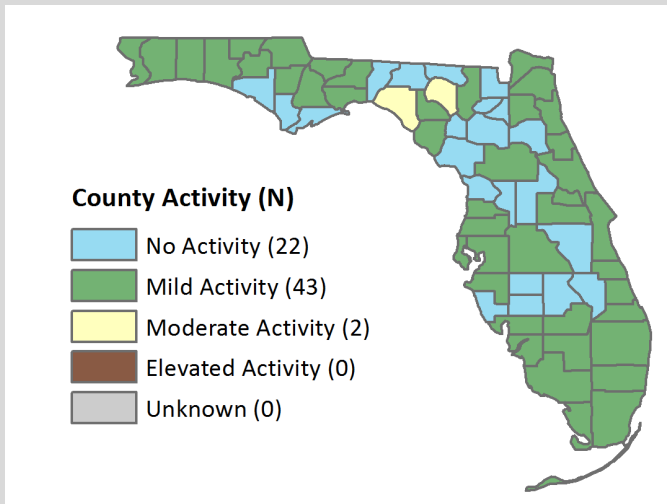 County Activity (N)
No Activity (22)
Mild Activity (43)
Moderate Activity (2)
Elevated Activity (0)
Unknown (0)